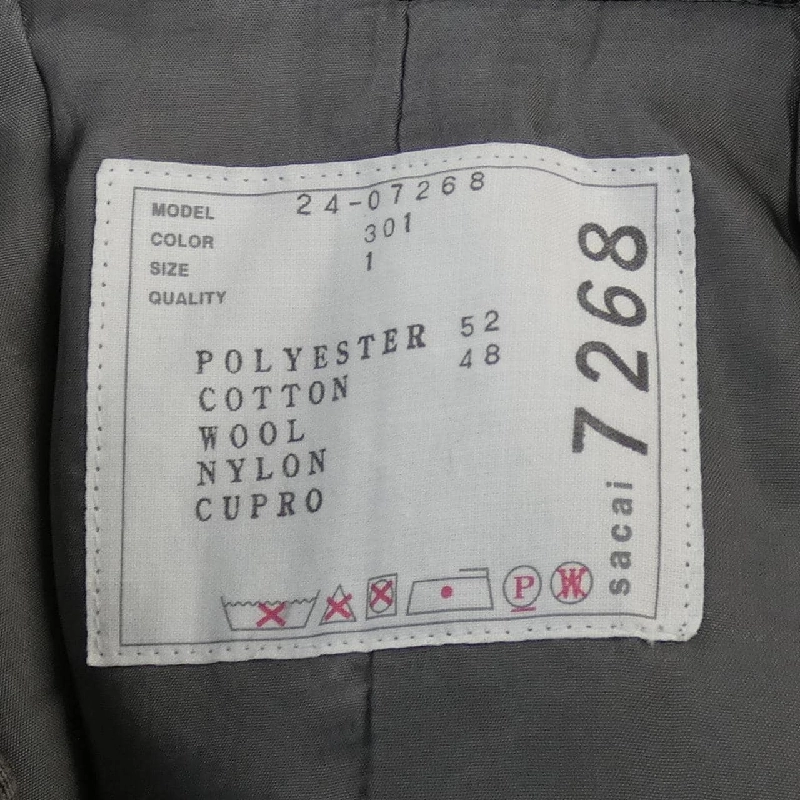 MODEL 24-07268
COLOR 301
SIZE 1
QUALITY
POLYESTER 52
COTTON 48
WOOL
NYLON
CUPRO
P W
sacai 7268